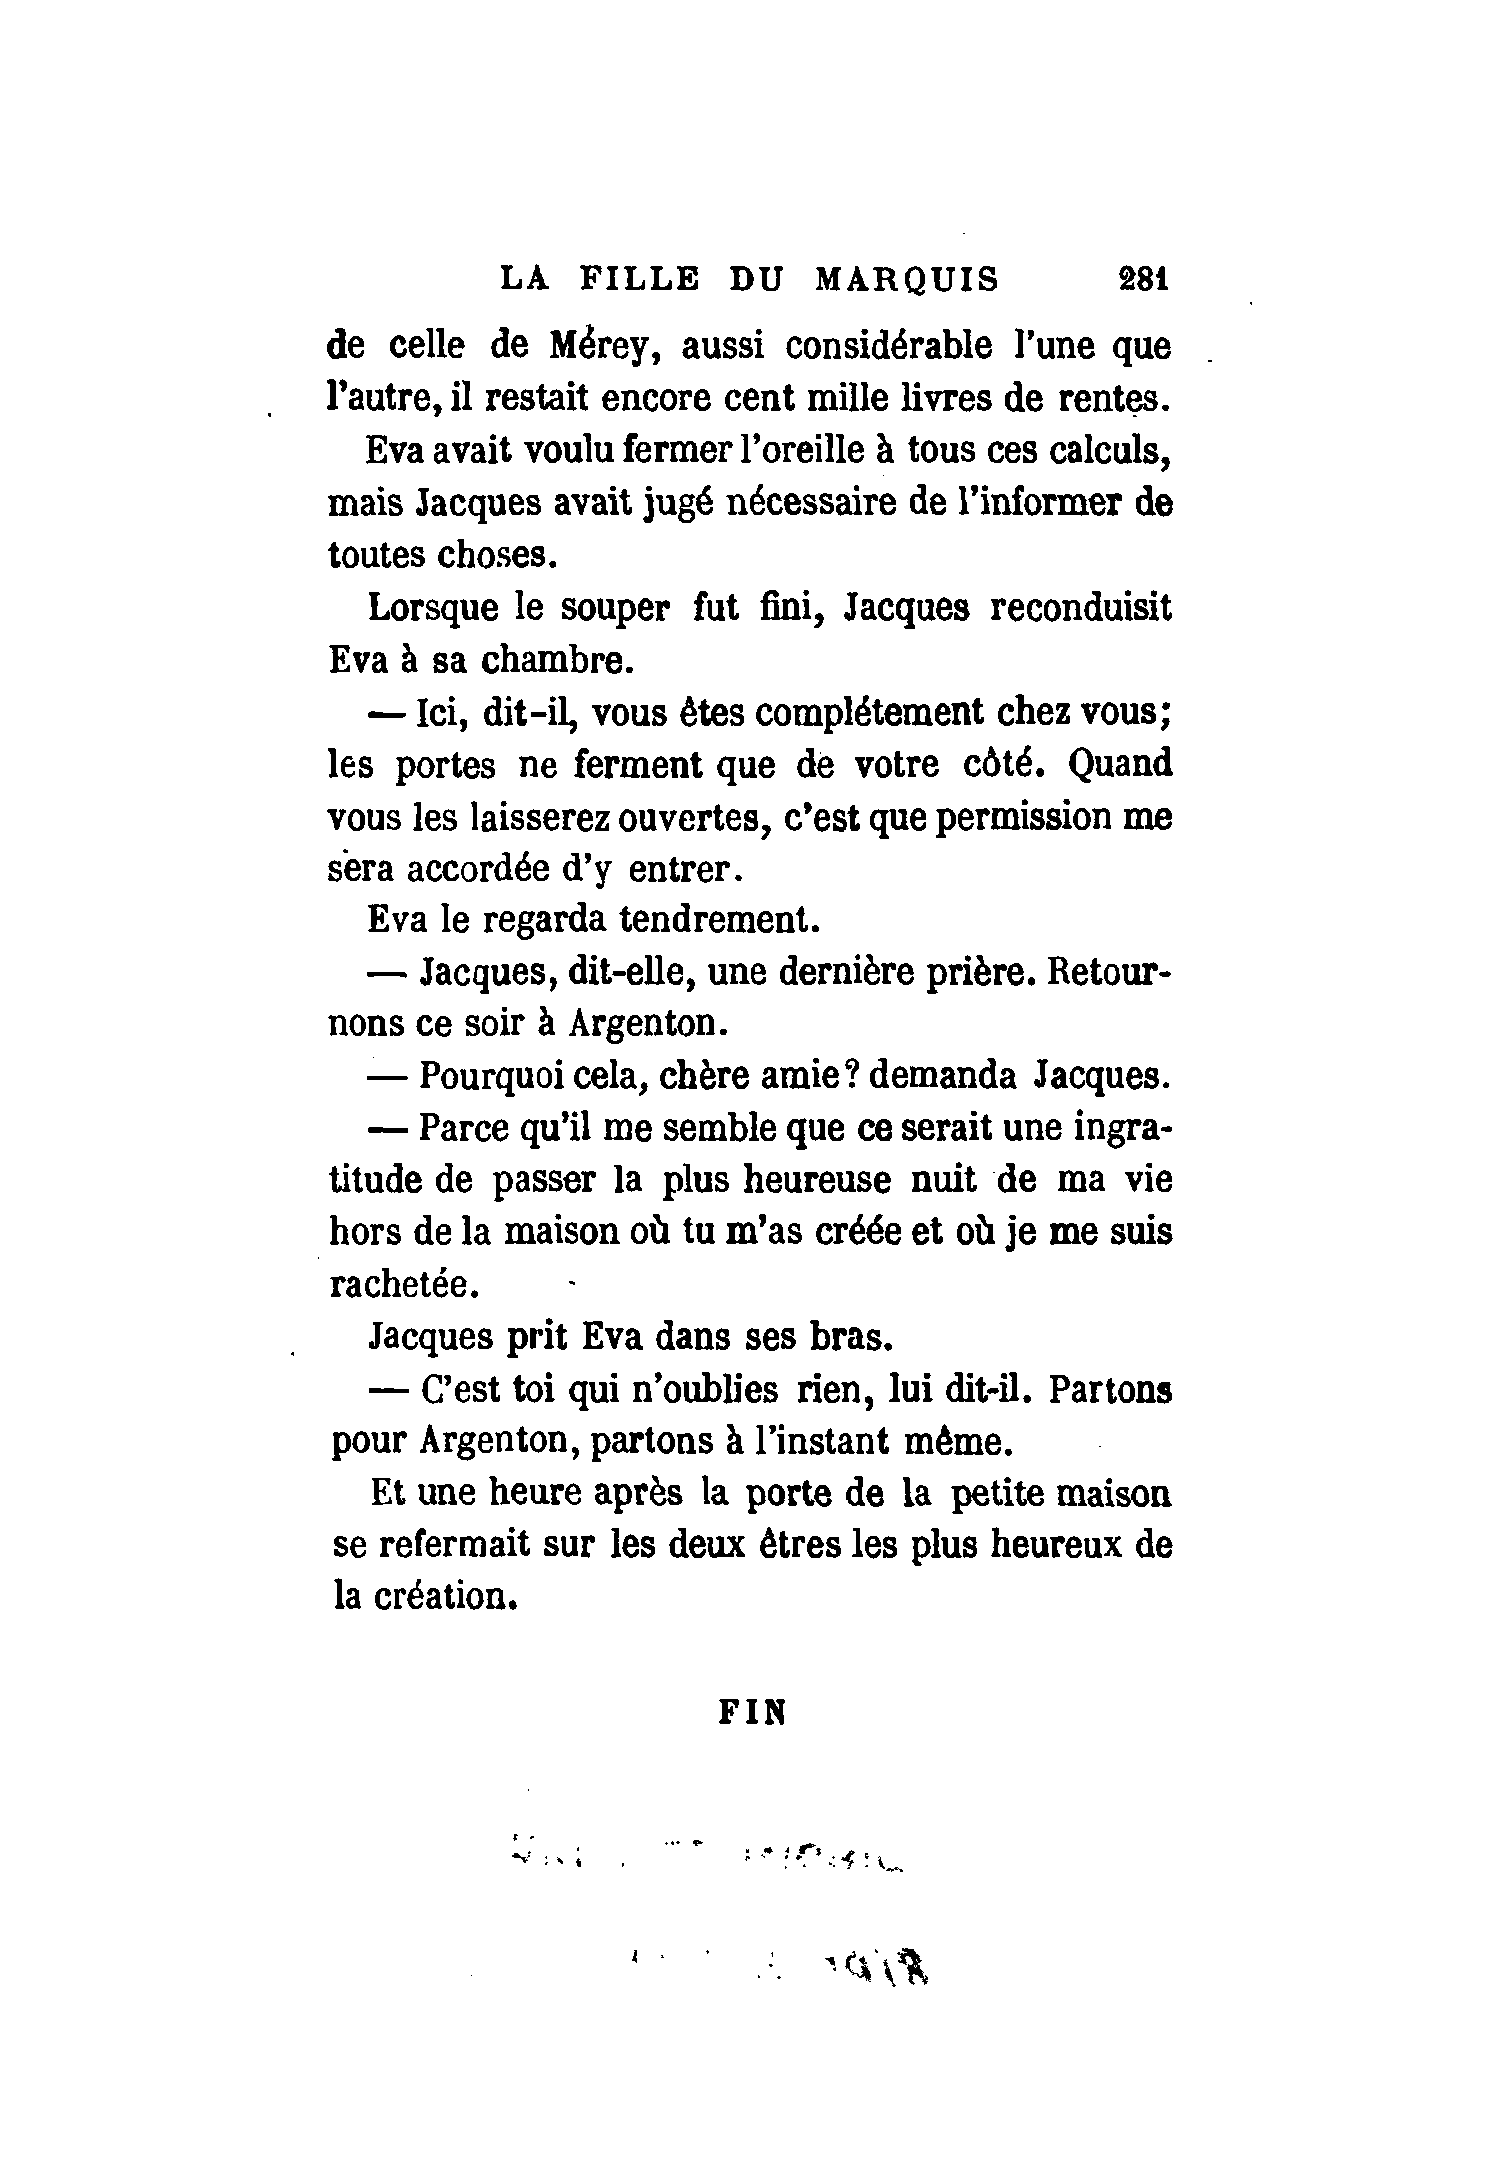 LA FILLE DU MARQUIS 281
de celle de Mérey, aussi considérable l'une que
l'autre, il restait encore cent mille livres de rentes.
Eva avait voulu fermer l'oreille à tous ces calculs,
mais Jacques avait jugé nécessaire de l'informer de
toutes choses.
Lorsque le souper fut fini, Jacques reconduisit
Eva à sa chambre.
— Ici, dit-il, vous êtes complétement chez vous;
les portes ne ferment que de votre côté. Quand
vous les laisserez ouvertes, c'est que permission me
sera accordée d'y entrer.
Eva le regarda tendrement.
— Jacques, dit-elle, une dernière prière. Retour-
nons ce soir à Argenton.
— Pourquoi cela, chère amie? demanda Jacques.
— Parce qu'il me semble que ce serait une ingra-
titude de passer la plus heureuse nuit de ma vie
hors de la maison où tu m'as créée et où je me suis
rachetée.
Jacques prit Eva dans ses bras.
— C'est toi qui n'oublies rien, lui dit-il. Partons
pour Argenton, partons à l'instant même.
Et une heure après la porte de la petite maison
se refermait sur les deux êtres les plus heureux de
la création.
FIN